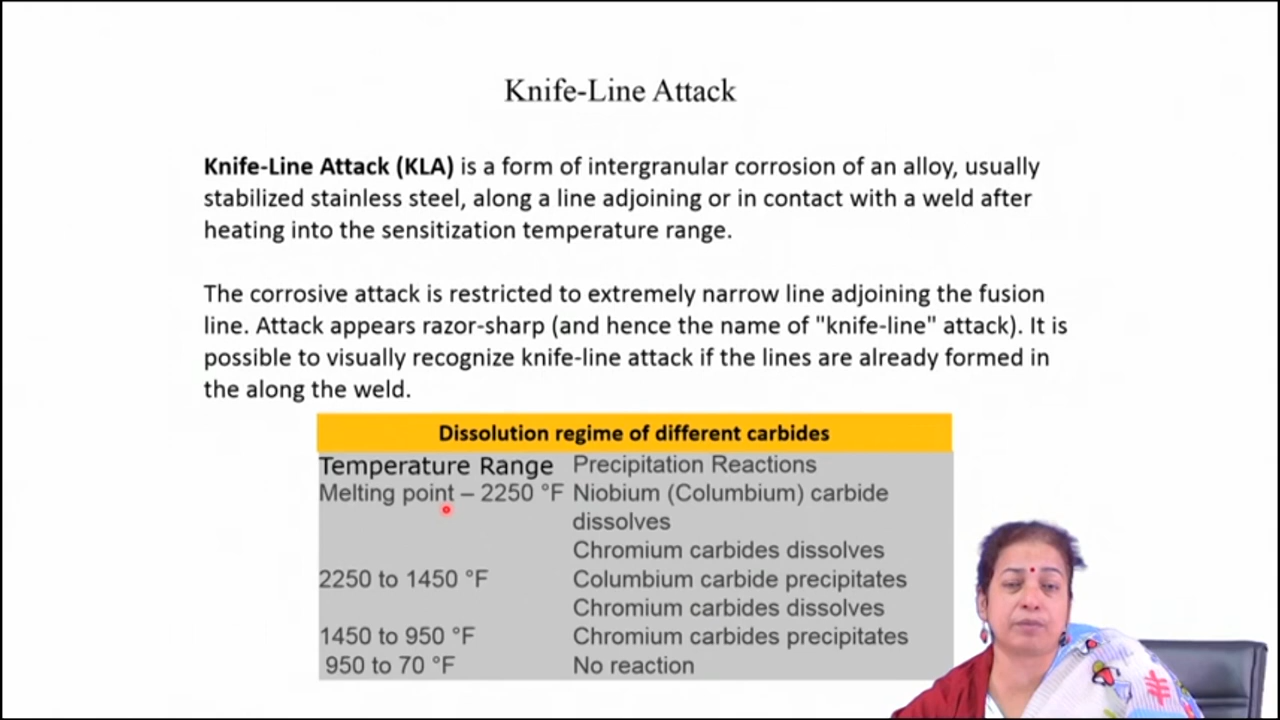 Knife-Line Attack
Knife-Line Attack (KLA) is a form of intergranular corrosion of an alloy, usually
stabilized stainless steel, along a line adjoining or in contact with a weld after
heating into the sensitization temperature range.
The corrosive attack is restricted to extremely narrow line adjoining the fusion
line. Attack appears razor-sharp (and hence the name of "knife-line" attack). It is
possible to visually recognize knife-line attack if the lines are already formed in
the along the weld.
Dissolution regime of different carbides
Temperature Range Precipitation Reactions
Melting point – 2250 °F Niobium (Columbium) carbide
dissolves
Chromium carbides dissolves
2250 to 1450 °F Columbium carbide precipitates
Chromium carbides dissolves
1450 to 950 °F Chromium carbides precipitates
950 to 70 °F No reaction